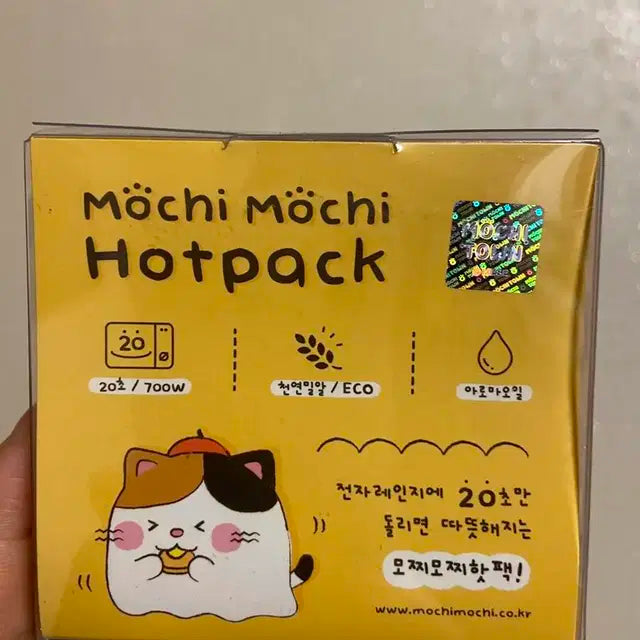 Mochi Mochi
Hotpack
MOCHI
TOWN
20
20초 / 700W
천연밀알 / ECO
아로마오일
전자레인지에 20초만
돌리면 따뜻해지는
모찌모찌핫팩!
www.mochimochi.co.kr